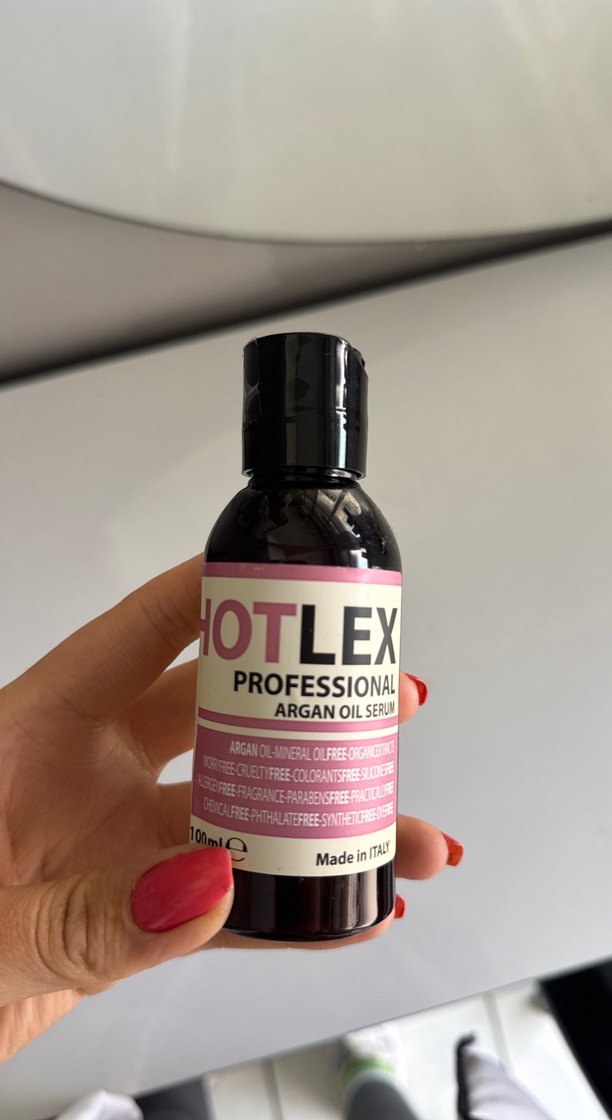 HOTLEX
PROFESSIONAL
ARGAN OIL SERUM
ARGAN OIL-MINERAL OILFREE-ORGANICEXTRACTS
WORRYFREE-CRUELTYFREE-COLORANTSFREE-SILICONEFREE
ALLERGENFREE-FRAGRANCE-PARABENSFREE-PRACTICALLYFREE
CHEMICALFREE-PHTHALATEFREE-SYNTHETICFREE-DYEFREE
100ml ℮
Made in ITALY